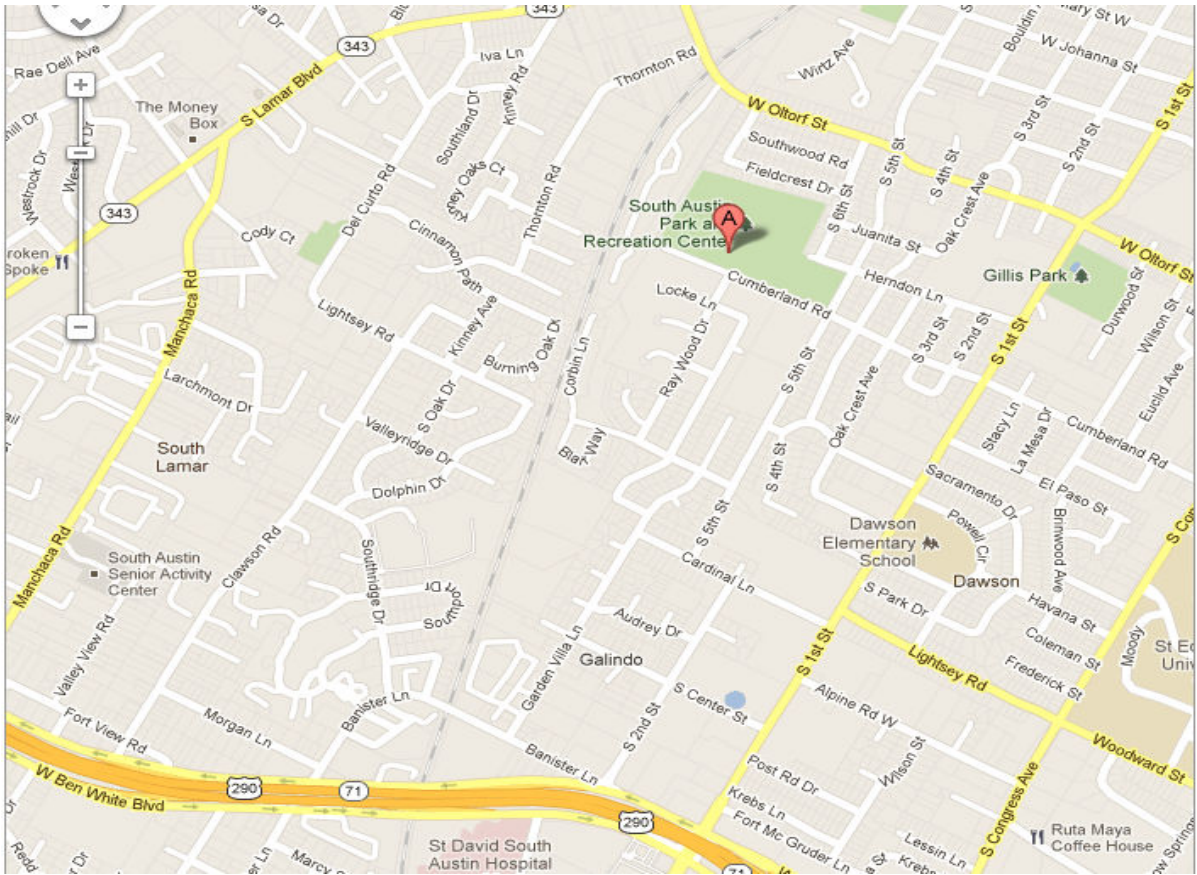 343
Rae Dell Ave
343
Iva Ln
Kinney Rd
Thornton Rd
Wirtz Ave
W Johanna St
S 1st St
The Money
Box
S Lamar Blvd
Southland Dr
W Oltorf St
S 3rd St
S 2nd St
Westrock Dr
Southwood Rd
Fieldcrest Dr
S 5th St
S 4th St
Oak Crest Ave
343
Del Curto Rd
Thornton Rd
South Austin
Park a
Recreation Cente
A
S 6th St
Juanita St
Cody Ct
Cinnamon Path
Gillis Park
W Oltorf St
roken
Spoke
Manchaca Rd
Lightsey Rd
Kinney Ave
Burning Oak Dr
Corbin Ln
Locke Ln
Cumberland Rd
Herndon Ln
Durwood St
Wilson St
Ray Wood Dr
S 3rd St
S 2nd St
S 1st St
Larchmont Dr
S Oak Dr
S 5th St
Oak Crest Ave
Euclid Ave
Valleyridge Dr
Stacy Ln
La Mesa Dr
Cumberland Rd
South
Lamar
Way
S 4th St
Dolphin Dr
Sacramento Dr
El Paso St
Manchaca Rd
Clawson Rd
Southridge Dr
S 5th St
Dawson
Elementary
School
Powell Cir
Brinwood Ave
South Austin
Senior Activity
Center
Cardinal Ln
Dawson
S Park Dr
Havana St
Valley View Rd
Audrey Dr
Coleman St
Moody
Galindo
Garden Villa Ln
S 1st St
Lightsey Rd
Frederick St
St Ed
Univ
Fort View Rd
Morgan Ln
Banister Ln
S Center St
Alpine Rd W
S 2nd St
Banister Ln
Wilson St
Woodward St
W Ben White Blvd
290
71
Post Rd Dr
S Congress Ave
Krebs Ln
290
Fort Mc Gruder Ln
St David South
Austin Hospital
Ruta Maya
Coffee House
Lessin Ln
Krebs
71